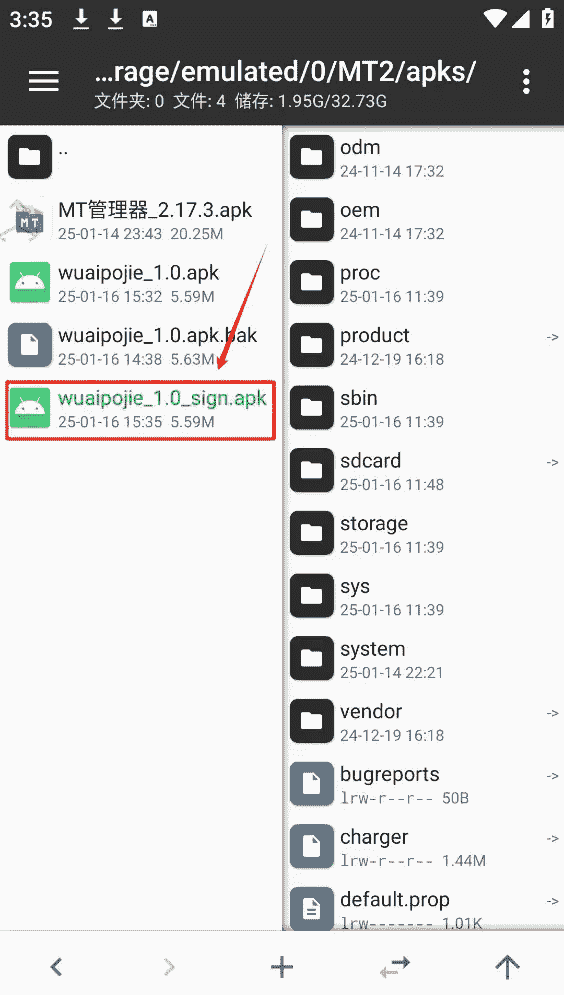 3:35
A
...rage/emulated/0/MT2/apks/
文件夹: 0 文件: 4 储存: 1.95G/32.73G
..
MT
MT管理器_2.17.3.apk
25-01-14 23:43 20.25M
wuaipojie_1.0.apk
25-01-16 15:32 5.59M
wuaipojie_1.0.apk.bak
25-01-16 14:38 5.63M
wuaipojie_1.0_sign.apk
25-01-16 15:35 5.59M
odm
24-11-14 17:32
oem
24-11-14 17:32
proc
25-01-16 11:39
product
->
24-12-19 16:18
sbin
25-01-16 11:39
sdcard
->
25-01-16 11:48
storage
25-01-16 11:39
sys
25-01-16 11:39
system
25-01-14 22:21
vendor
->
24-12-19 16:18
bugreports
->
lrw-r--r-- 50B
charger
->
lrw-r--r-- 1.44M
default.prop
->
lrw------- 1.01K